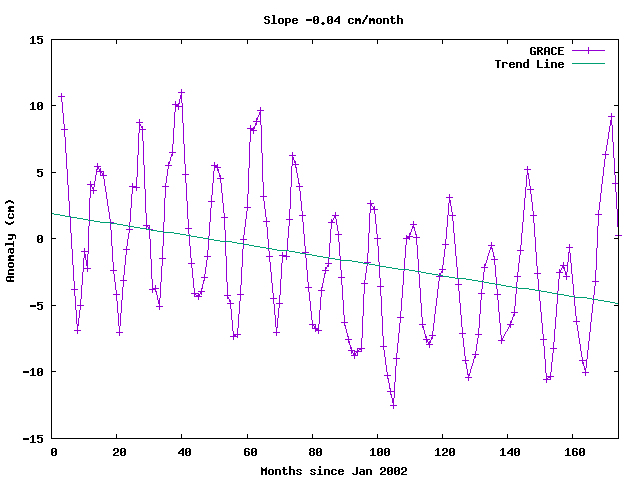 Slope -0.04 cm/month
GRACE
Trend Line
15
10
5
0
-5
-10
-15
Anomaly (cm)
0 20 40 60 80 100 120 140 160
Months since Jan 2002